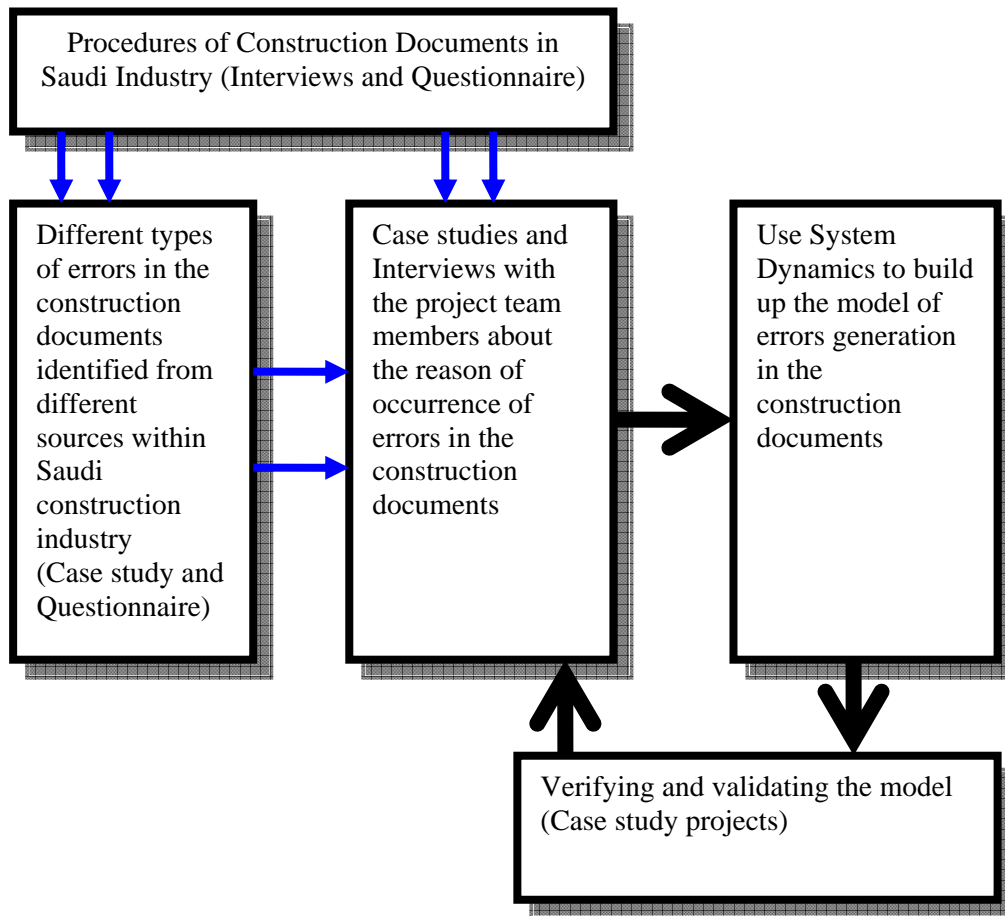 Procedures of Construction Documents in
Saudi Industry (Interviews and Questionnaire)
Different types
of errors in the
construction
documents
identified from
different
sources within
Saudi
construction
industry
(Case study and
Questionnaire)
Case studies and
Interviews with
the project team
members about
the reason of
occurrence of
errors in the
construction
documents
Use System
Dynamics to build
up the model of
errors generation
in the
construction
documents
Verifying and validating the model
(Case study projects)